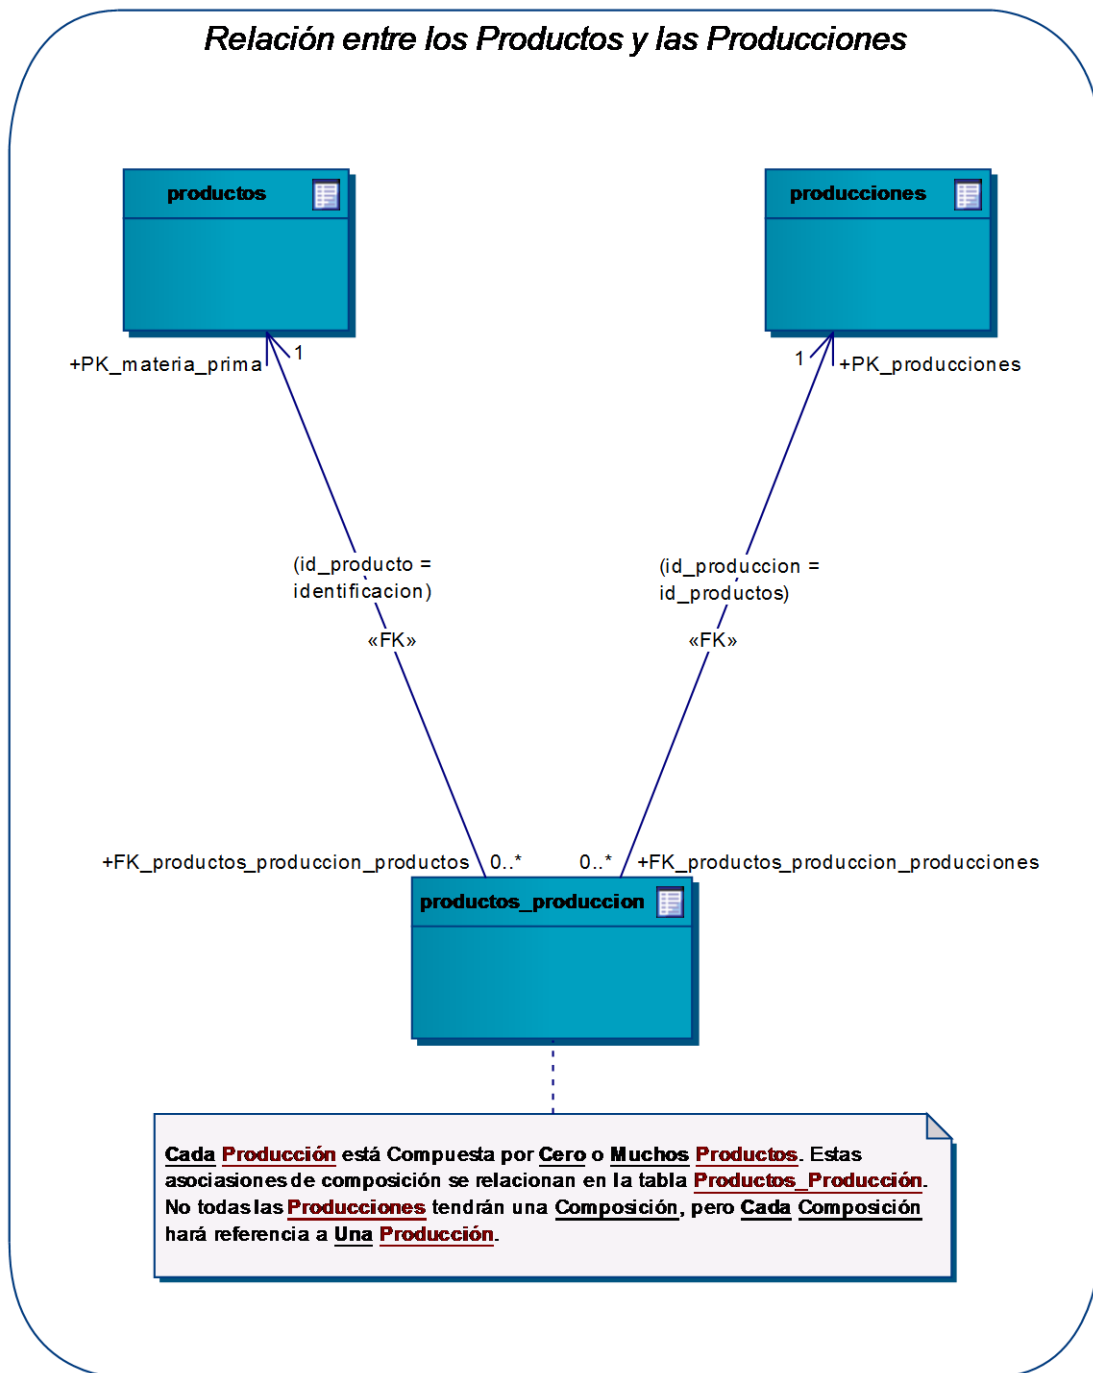 Relación entre los Productos y las Producciones
productos
producciones
+PK_materia_prima
1
1
+PK_producciones
(id_producto =
identificacion)
«FK»
(id_produccion =
id_productos)
«FK»
+FK_productos_produccion_productos
0..*
0..*
+FK_productos_produccion_producciones
productos_produccion
Cada Producción está Compuesta por Cero o Muchos Productos. Estas
asociasiones de composición se relacionan en la tabla Productos_Producción.
No todas las Producciones tendrán una Composición, pero Cada Composición
hará referencia a Una Producción.